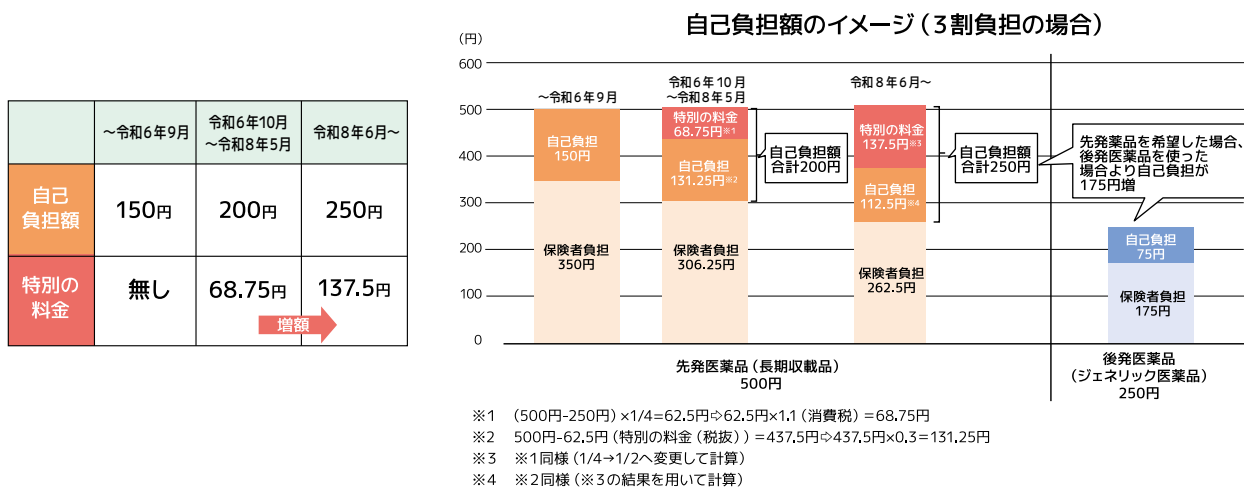 ～令和6年9月
令和6年10月
～令和8年5月
令和8年6月～
自己
負担額
150円
200円
250円
特別の
料金
無し
68.75円
137.5円
増額
自己負担額のイメージ（3割負担の場合）
（円）
600
500
400
300
200
100
0
～令和6年9月
自己負担
150円
保険者負担
350円
令和6年10月
～令和8年5月
特別の料金
68.75円※1
自己負担
131.25円※2
保険者負担
306.25円
自己負担額
合計200円
令和8年6月～
特別の料金
137.5円※3
自己負担
112.5円※4
保険者負担
262.5円
自己負担額
合計250円
先発薬品を希望した場合、
後発医薬品を使った
場合より自己負担が
175円増
自己負担
75円
保険者負担
175円
先発医薬品（長期収載品）
500円
後発医薬品
（ジェネリック医薬品）
250円
※1 （500円-250円）×1/4=62.5円⇨62.5円×1.1（消費税）=68.75円
※2 500円-62.5円（特別の料金（税抜））=437.5円⇨437.5円×0.3=131.25円
※3 ※1同様（1/4→1/2へ変更して計算）
※4 ※2同様（※3の結果を用いて計算）